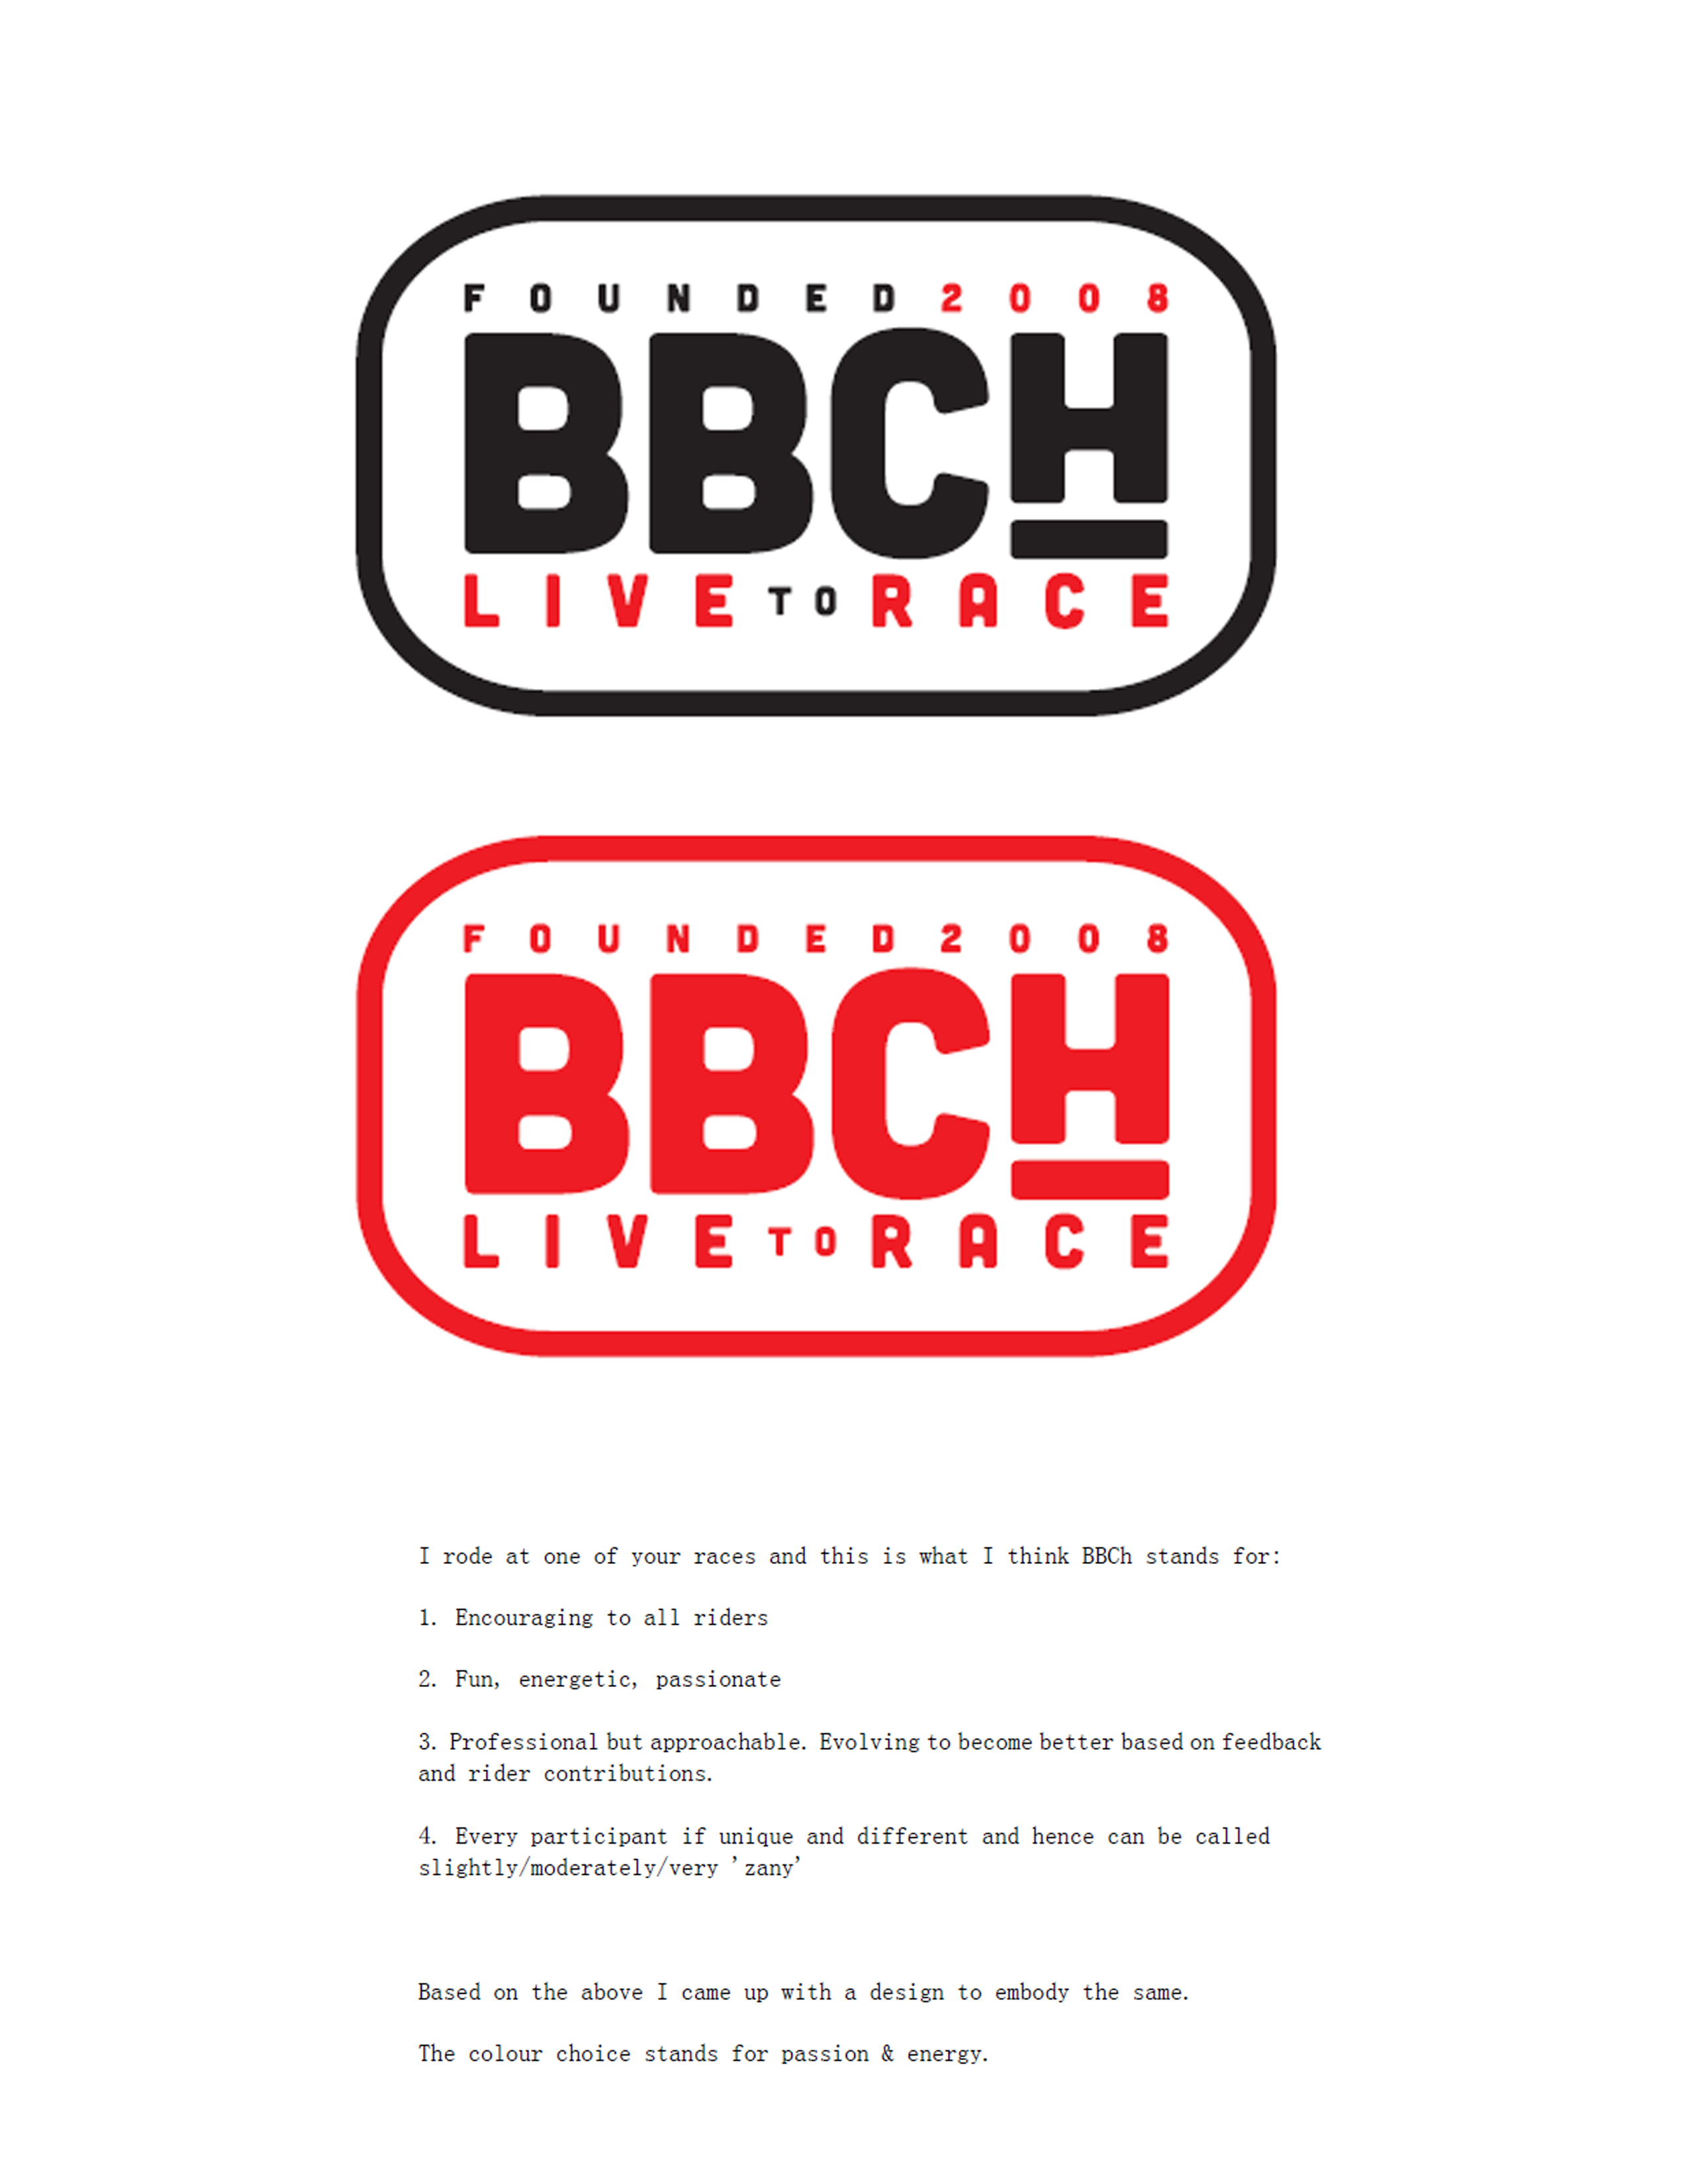 FOUNDED2008
BBCH
LIVE TO RACE
FOUNDED2008
BBCH
LIVE TO RACE
I rode at one of your races and this is what I think BBCh stands for:
1. Encouraging to all riders
2. Fun, energetic, passionate
3. Professional but approachable. Evolving to become better based on feedback
and rider contributions.
4. Every participant if unique and different and hence can be called
slightly/moderately/very 'zany'
Based on the above I came up with a design to embody the same.
The colour choice stands for passion & energy.